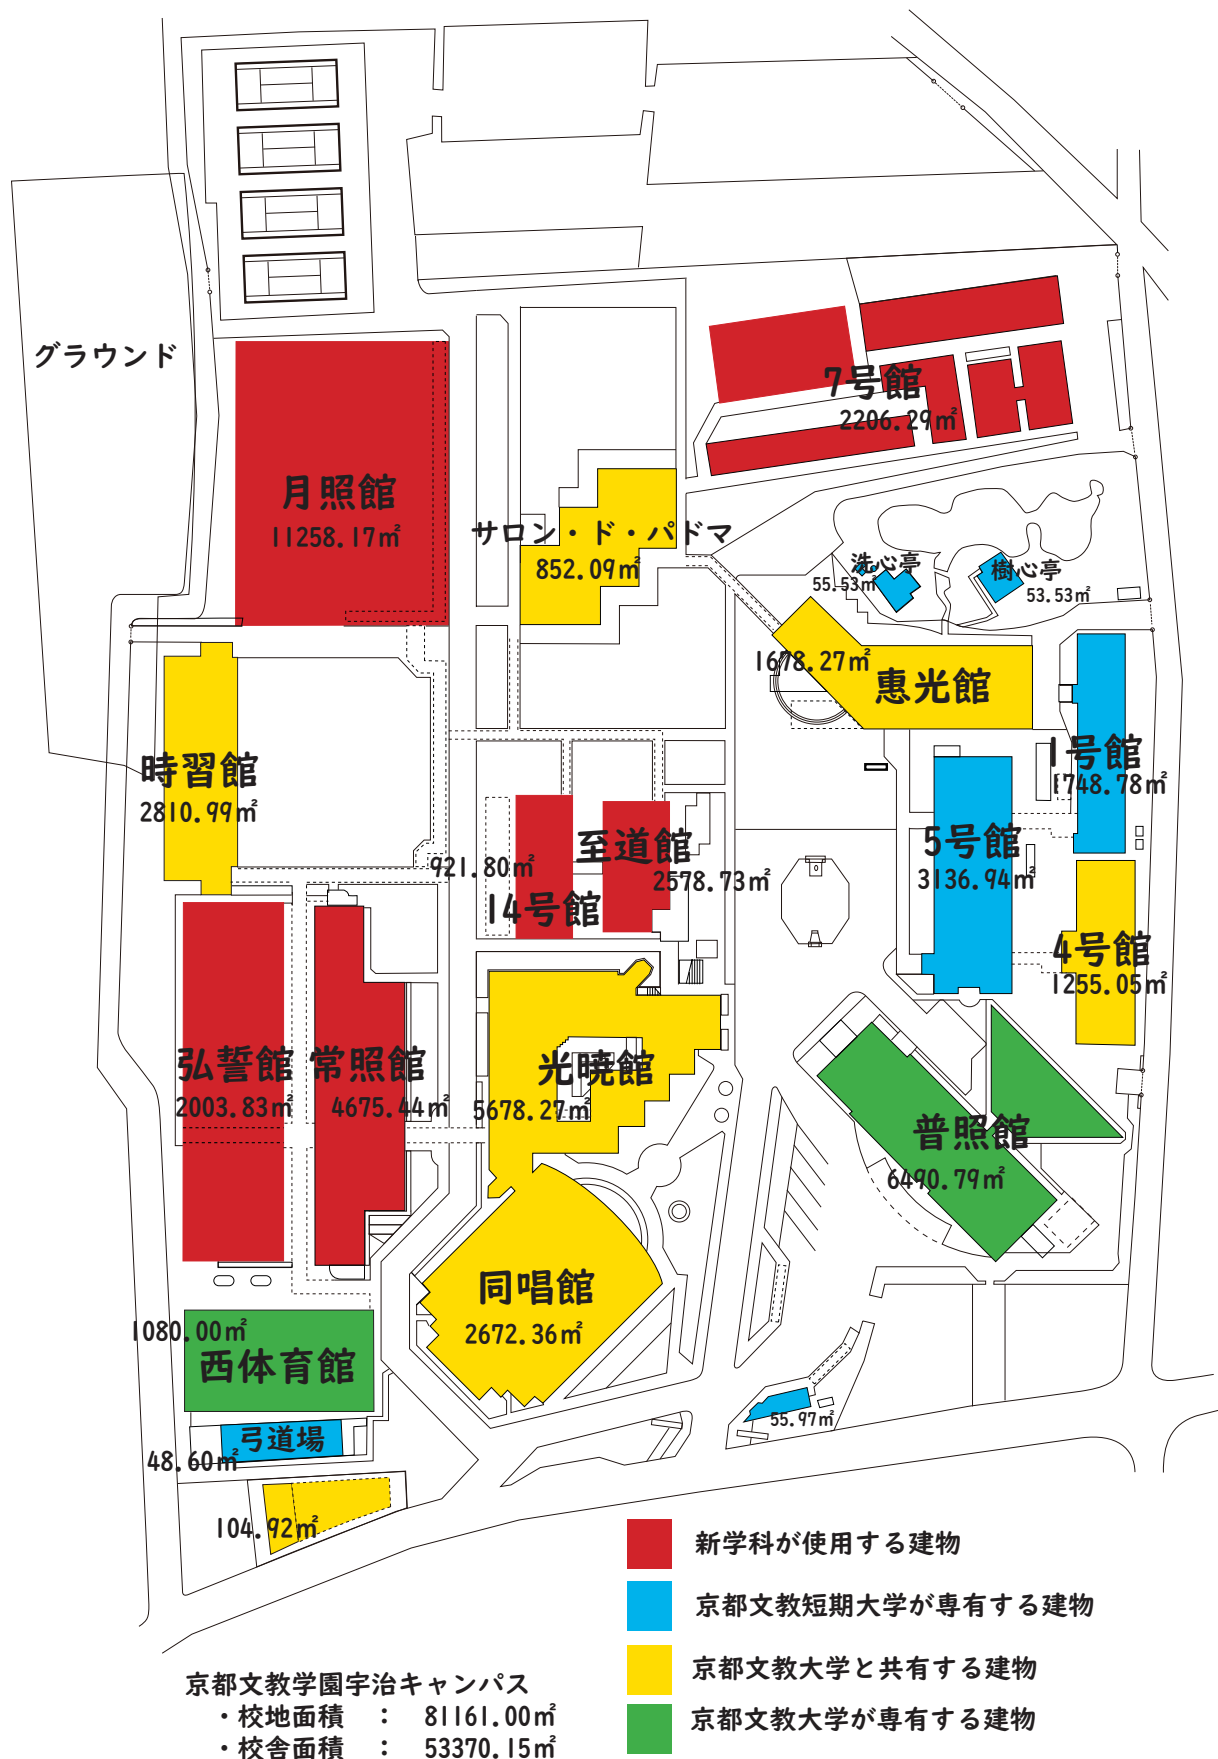 グラウンド
7号館
2206.29㎡
月照館
11258.17㎡
サロン・ド・パドマ
852.09㎡
洗心亭
55.53㎡
樹心亭
53.53㎡
1678.27㎡
惠光館
1号館
1748.78㎡
時習館
2810.99㎡
至道館
2578.73㎡
921.80㎡
14号館
5号館
3136.94㎡
4号館
1255.05㎡
弘誓館
2003.83㎡
常照館
4675.44㎡
光暁館
5678.27㎡
普照館
6490.79㎡
同唱館
2672.36㎡
1080.00㎡
西体育館
55.97㎡
弓道場
48.60㎡
104.92㎡
新学科が使用する建物
京都文教短期大学が専有する建物
京都文教大学と共有する建物
京都文教大学が専有する建物
京都文教学園宇治キャンパス
・校地面積 : 81161.00㎡
・校舎面積 : 53370.15㎡